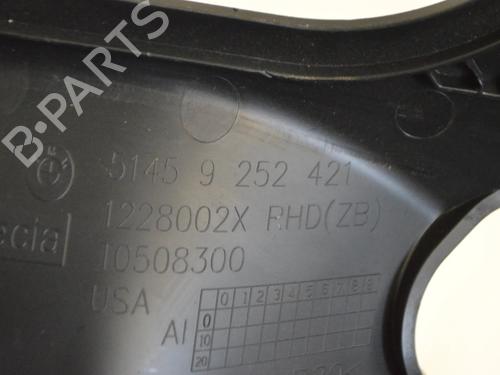 B·PARTS
5145 9 252 421
1228002X RHD(ZB)
ecia
10508300
USA
0 1 2 3 4 5 6 7 8 9
AI 0
10
20